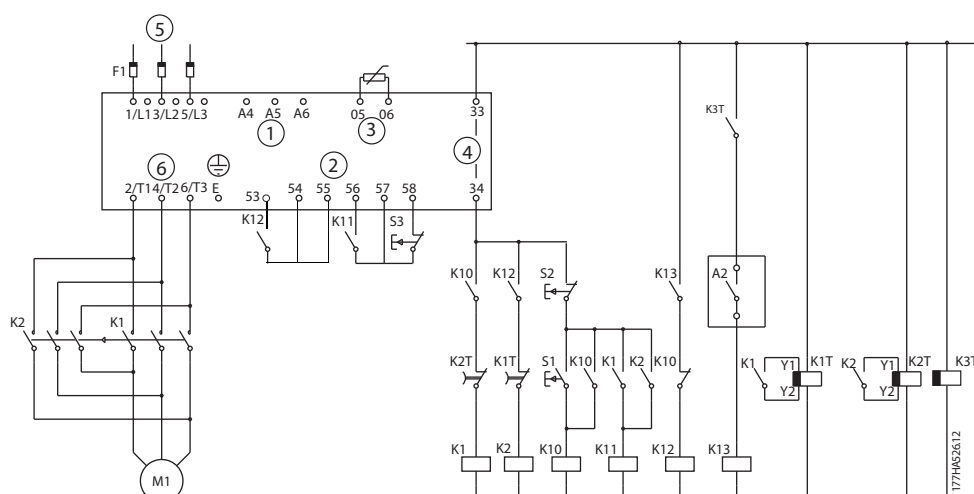 5
F1
1/L1 3/L2 5/L3 A4 A5 A6 05 06 33
1 3
K3T
4
6 2
2/T1 4/T2 6/T3 E 53 54 55 56 57 58 34
K12 K11 S3
K10 K12 S2 K13 A2
K2 K1
K2T K1T S1 K10 K1 K2 K10 K1 Y1 K1T K2 Y1 K2T K3T
Y2 Y2
K1 K2 K10 K11 K12 K13
M1
177HA526.12